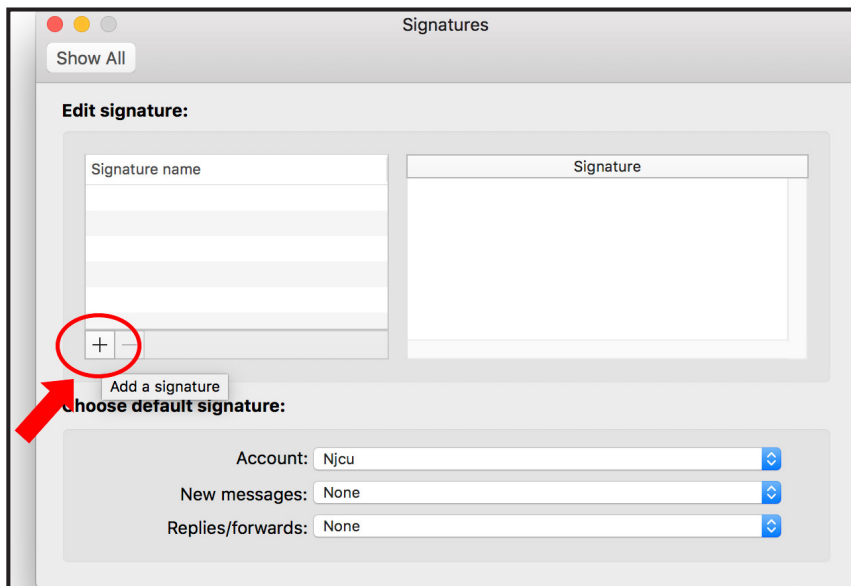 Signatures
Show All
Edit signature:
Signature name
Signature
+ −
Add a signature
Choose default signature:
Account: Njcu
New messages: None
Replies/forwards: None